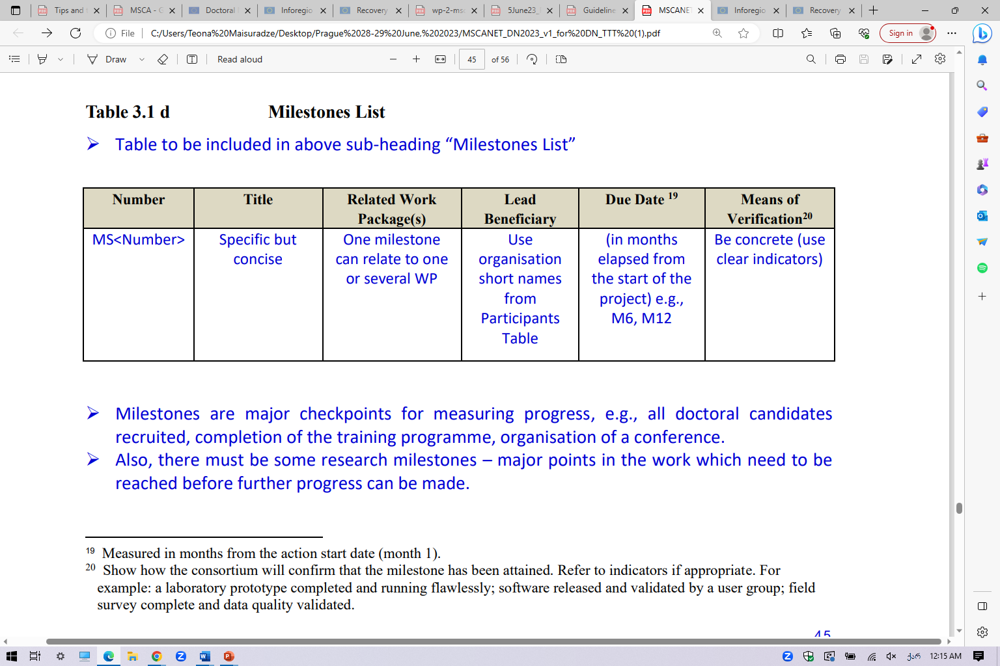 Tips and
MSCA - G
Doctoral
Inforegio
Recovery
wp-2-ms
5June23_
Guideline
MSCANE
Inforegio
Recovery
File
C:/Users/Teona%20Maisuradze/Desktop/Prague%2028-29%20June,%202023/MSCANET_DN2023_v1_for%20DN_TTT%20(1).pdf
Sign in
Draw
Read aloud
45 of 56
Table 3.1 d Milestones List
➢ Table to be included in above sub-heading “Milestones List”
Number Title Related Work Lead Due Date 19 Means of
Package(s) Beneficiary Verification20
MS<Number> Specific but One milestone Use (in months Be concrete (use
concise can relate to one organisation elapsed from clear indicators)
or several WP short names the start of the
from project) e.g.,
Participants M6, M12
Table
➢ Milestones are major checkpoints for measuring progress, e.g., all doctoral candidates
recruited, completion of the training programme, organisation of a conference.
➢ Also, there must be some research milestones – major points in the work which need to be
reached before further progress can be made.
19 Measured in months from the action start date (month 1).
20 Show how the consortium will confirm that the milestone has been attained. Refer to indicators if appropriate. For
example: a laboratory prototype completed and running flawlessly; software released and validated by a user group; field
survey complete and data quality validated.
45
ქარ
12:15 AM